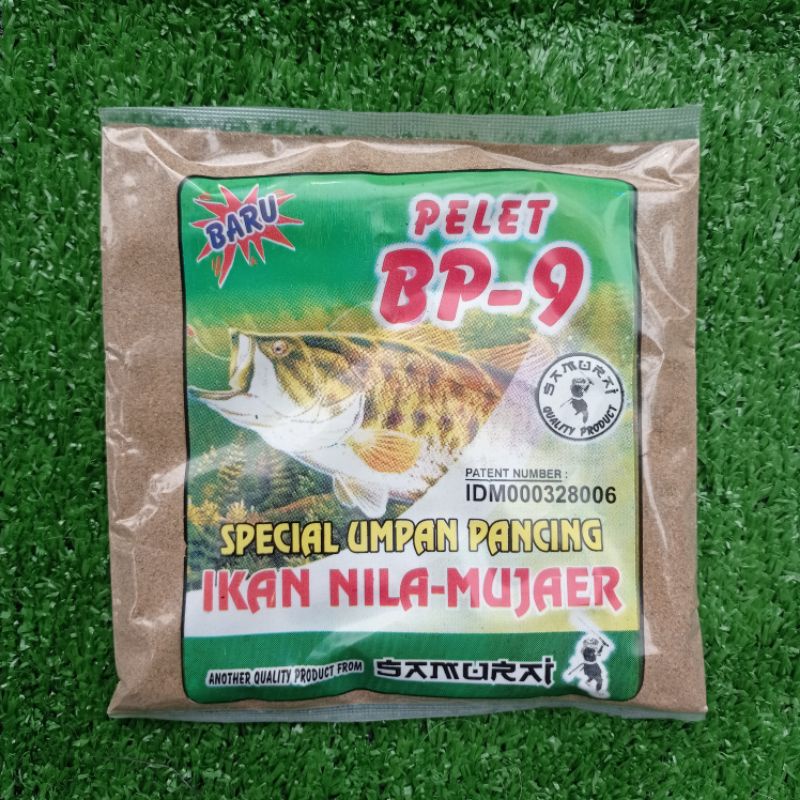 BARU
PELET
BP-9
SAMURAI
QUALITY PRODUCT
PATENT NUMBER :
IDM000328006
SPECIAL UMPAN PANCING
IKAN NILA-MUJAER
ANOTHER QUALITY PRODUCT FROM SAMURAI